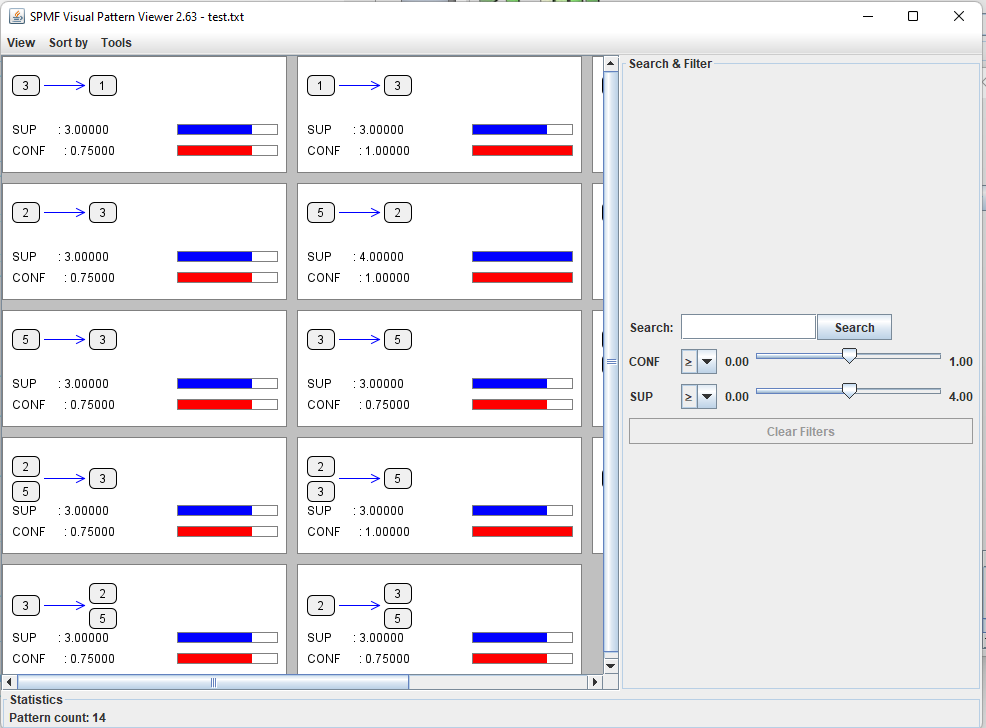 SPMF Visual Pattern Viewer 2.63 - test.txt
View Sort by Tools
3 1
SUP : 3.00000
CONF : 0.75000
1 3
SUP : 3.00000
CONF : 1.00000
2 3
SUP : 3.00000
CONF : 0.75000
5 2
SUP : 4.00000
CONF : 1.00000
5 3
SUP : 3.00000
CONF : 0.75000
3 5
SUP : 3.00000
CONF : 0.75000
2
5 3
SUP : 3.00000
CONF : 0.75000
2
3 5
SUP : 3.00000
CONF : 1.00000
3 2
5
SUP : 3.00000
CONF : 0.75000
2 3
5
SUP : 3.00000
CONF : 0.75000
Search & Filter
Search: Search
CONF ≥ 0.00 1.00
SUP ≥ 0.00 4.00
Clear Filters
Statistics
Pattern count: 14